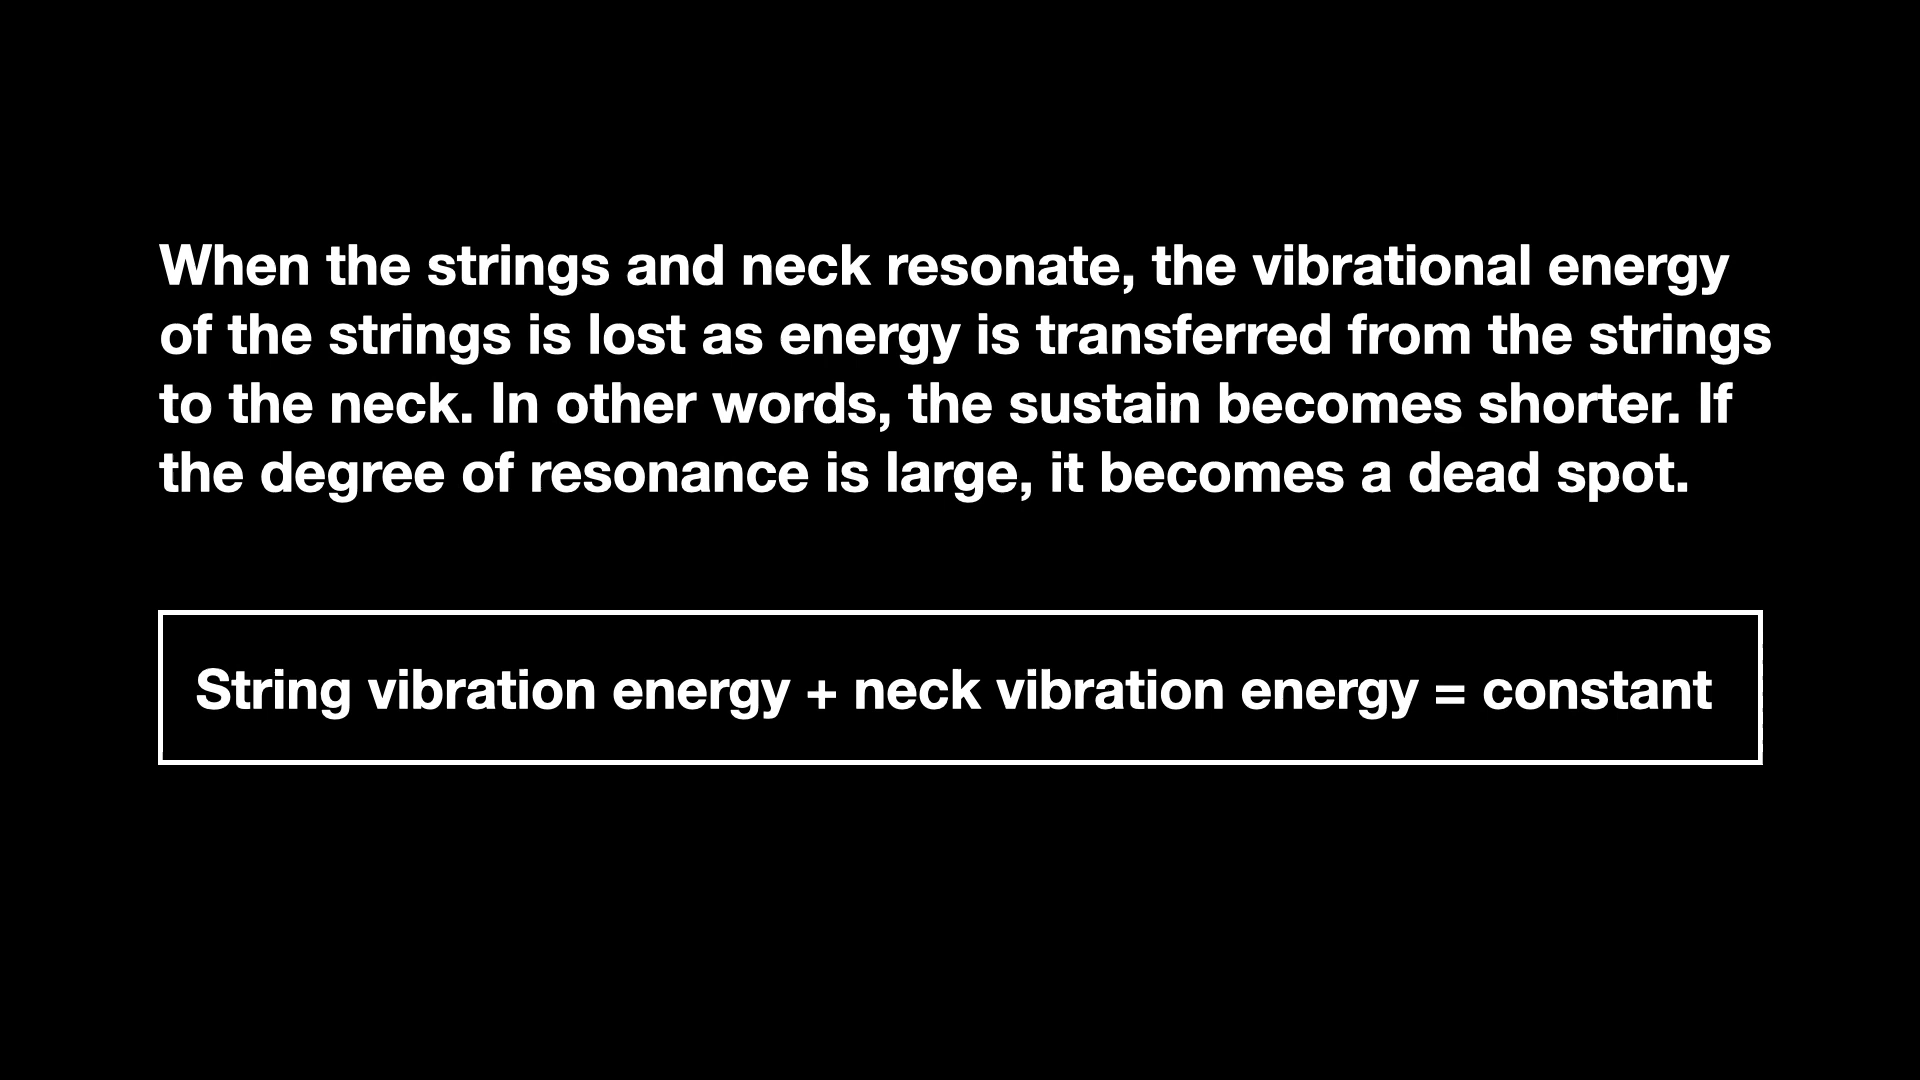 When the strings and neck resonate, the vibrational energy
of the strings is lost as energy is transferred from the strings
to the neck. In other words, the sustain becomes shorter. If
the degree of resonance is large, it becomes a dead spot.
String vibration energy + neck vibration energy = constant